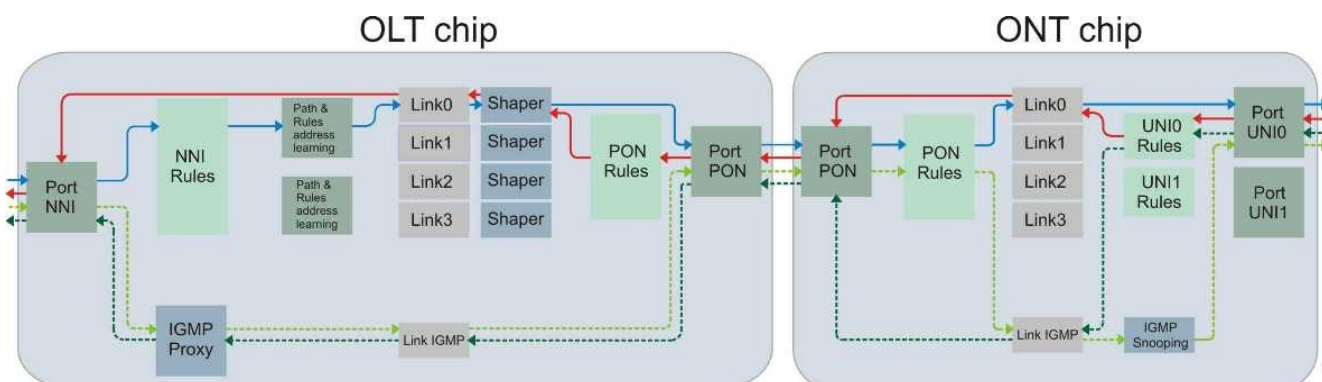 OLT chip
ONT chip
Port
NNI
NNI
Rules
Path &
Rules
address
learning
Path &
Rules
address
learning
Link0
Link1
Link2
Link3
Shaper
Shaper
Shaper
Shaper
PON
Rules
Port
PON
IGMP
Proxy
Link IGMP
Port
PON
PON
Rules
Link0
Link1
Link2
Link3
UNI0
Rules
UNI1
Rules
Port
UNI0
Port
UNI1
Link IGMP
IGMP
Snooping